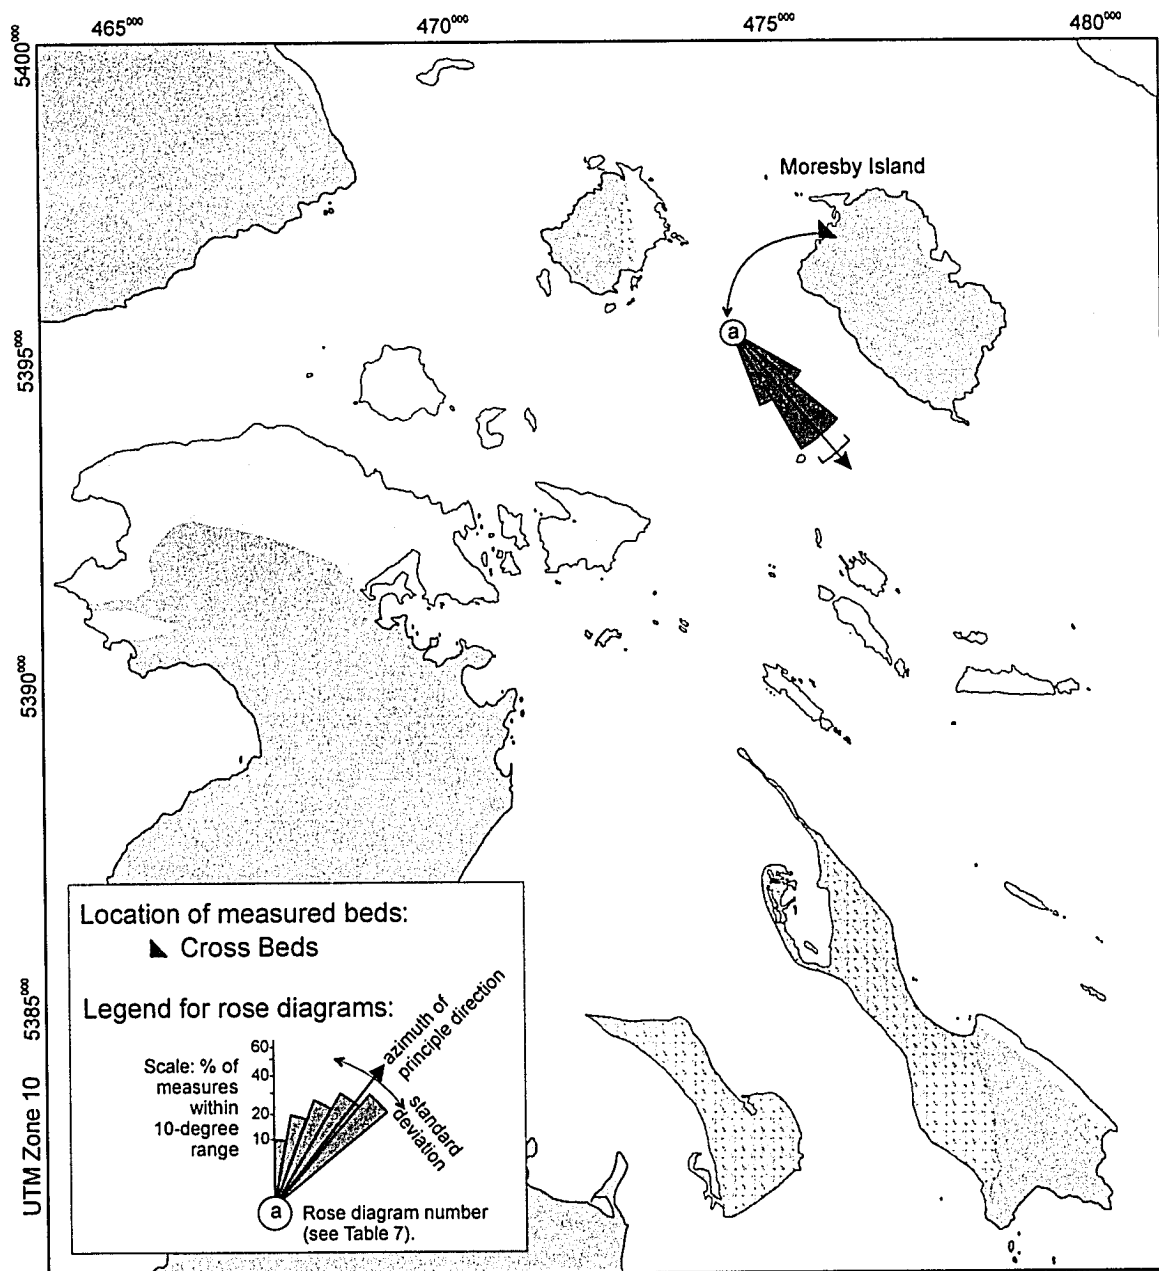 465⁰⁰⁰ 470⁰⁰⁰ 475⁰⁰⁰ 480⁰⁰⁰
5400⁰⁰⁰
Moresby Island
a
5395⁰⁰⁰
5390⁰⁰⁰
5385⁰⁰⁰
UTM Zone 10
Location of measured beds:
Cross Beds
Legend for rose diagrams:
azimuth of
principle direction
standard
deviation
Scale: % of
measures
within
10-degree
range
60
40
20
10
a
Rose diagram number
(see Table 7).